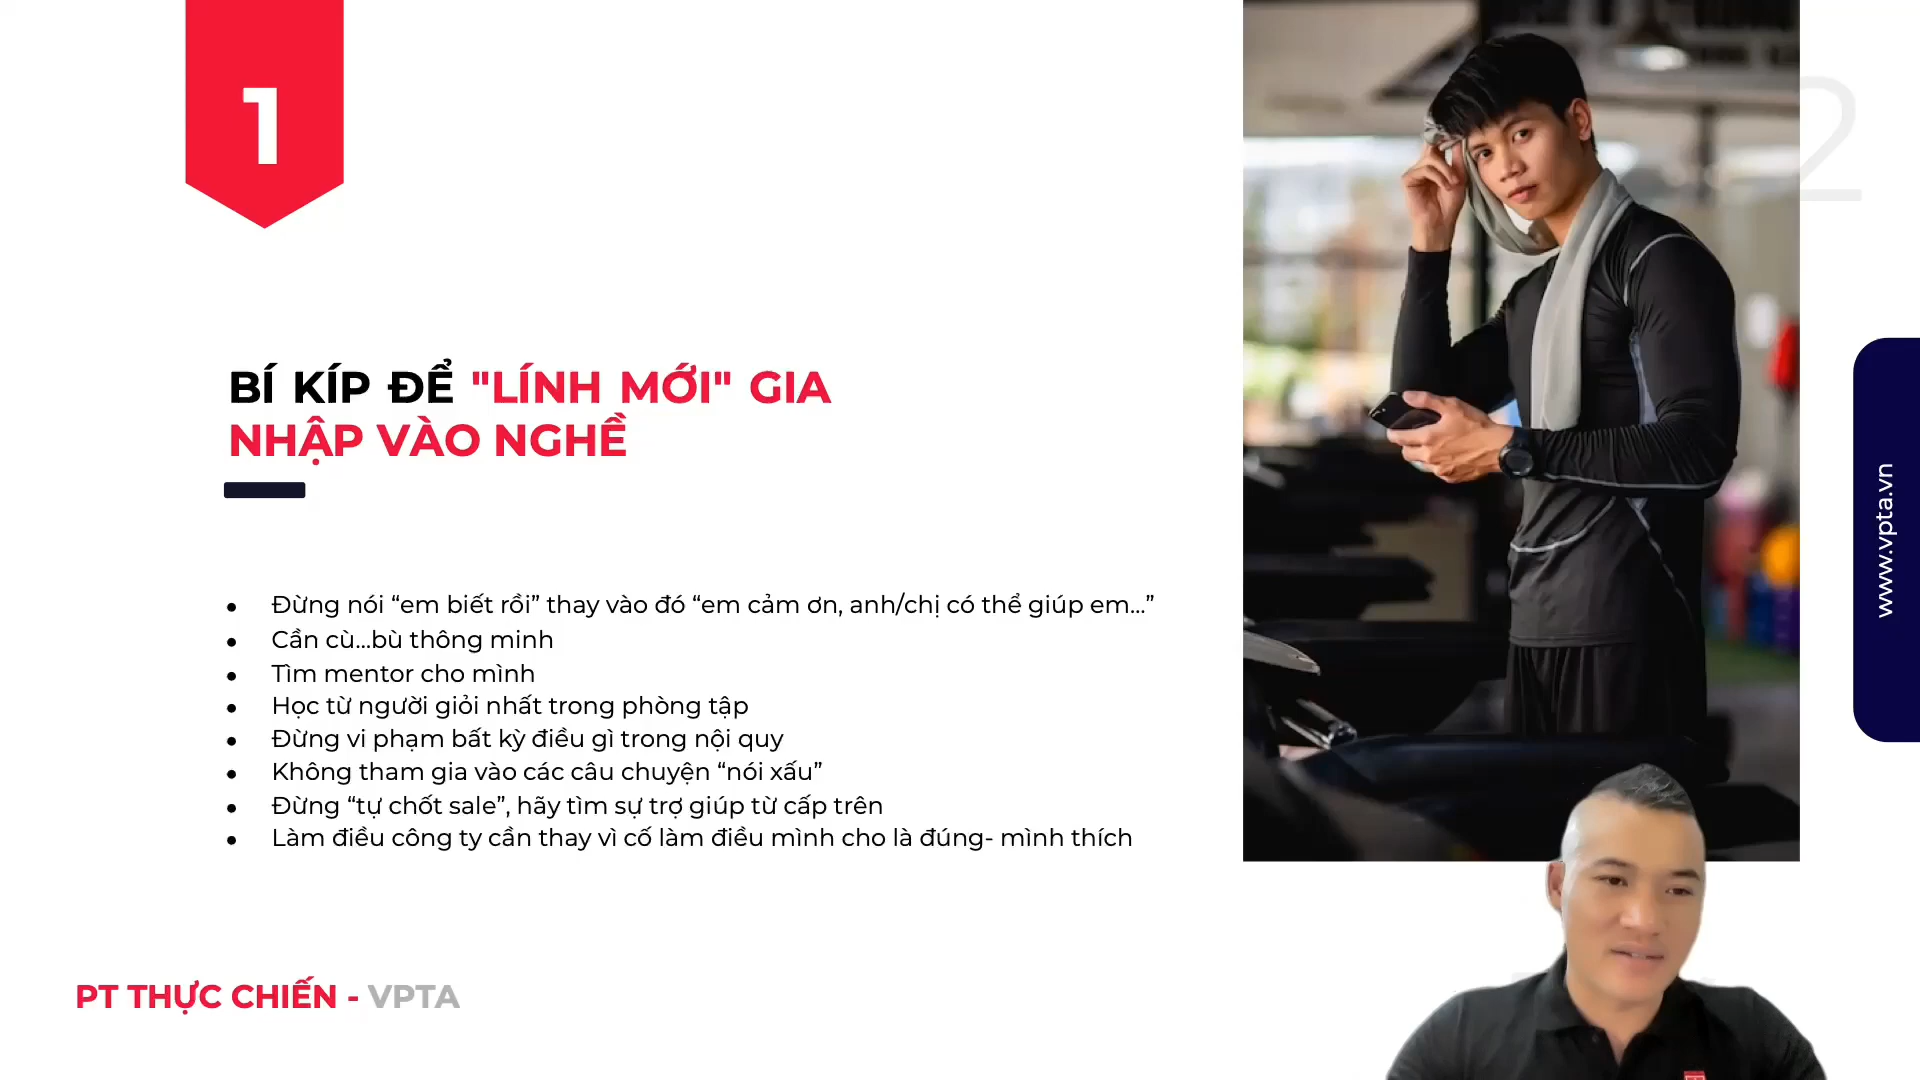 1
2
BÍ KÍP ĐỂ "LÍNH MỚI" GIA
NHẬP VÀO NGHỀ
• Đừng nói “em biết rồi” thay vào đó “em cảm ơn, anh/chị có thể giúp em...”
• Cần cù...bù thông minh
• Tìm mentor cho mình
• Học từ người giỏi nhất trong phòng tập
• Đừng vi phạm bất kỳ điều gì trong nội quy
• Không tham gia vào các câu chuyện “nói xấu”
• Đừng “tự chốt sale”, hãy tìm sự trợ giúp từ cấp trên
• Làm điều công ty cần thay vì cố làm điều mình cho là đúng- mình thích
www.vpta.vn
PT THỰC CHIẾN - VPTA